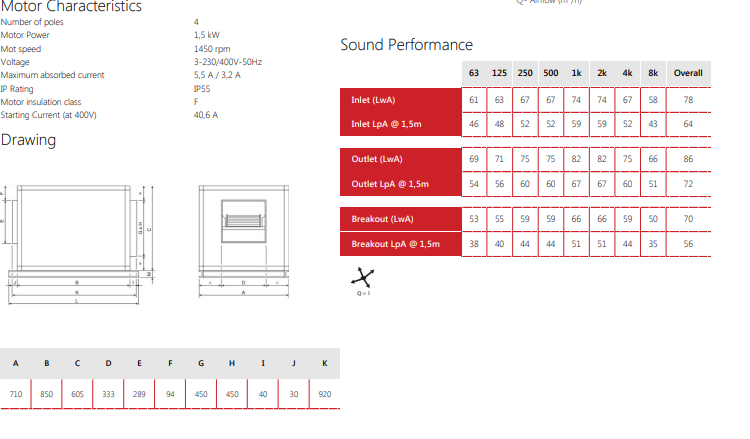 Motor Characteristics
Number of poles 4
Motor Power 1,5 kW
Mot speed 1450 rpm
Voltage 3-230/400V-50Hz
Maximum absorbed current 5,5 A / 3,2 A
IP Rating IP55
Motor insulation class F
Starting Current (at 400V) 40,6 A
Drawing
F
E
G x H
C
M
J
B
I
K
L
D
A
A B C D E F G H I J K
710 850 605 333 289 94 450 450 40 30 920
Sound Performance
63 125 250 500 1k 2k 4k 8k Overall
Inlet (LwA) 61 63 67 67 74 74 67 58 78
Inlet LpA @ 1,5m 46 48 52 52 59 59 52 43 64
Outlet (LwA) 69 71 75 75 82 82 75 66 86
Outlet LpA @ 1,5m 54 56 60 60 67 67 60 51 72
Breakout (LwA) 53 55 59 59 66 66 59 50 70
Breakout LpA @ 1,5m 38 40 44 44 51 51 44 35 56
Q = 1